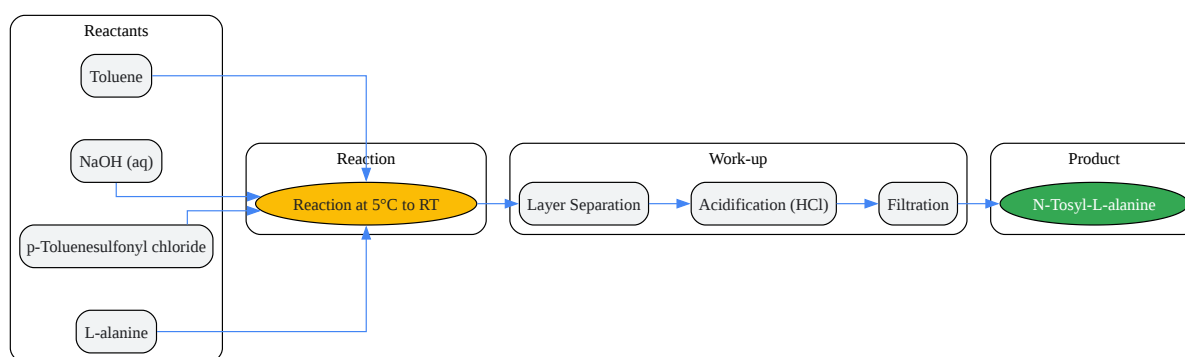 Reactants
Toluene
NaOH (aq)
p-Toluenesulfonyl chloride
L-alanine
Reaction
Reaction at 5°C to RT
Work-up
Layer Separation
Acidification (HCl)
Filtration
Product
N-Tosyl-L-alanine